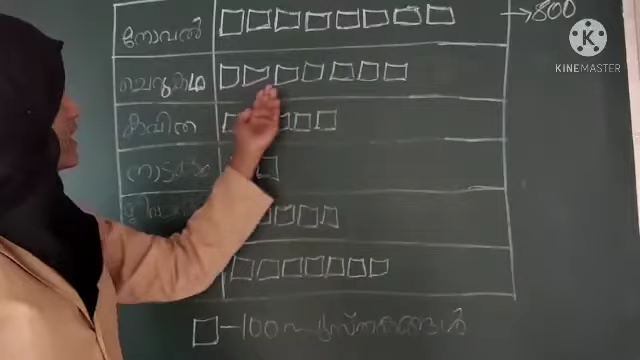 നോവൽ →800
ചെറുകഥ
കവിത
നാടകം
□ - 100 പുസ്തകങ്ങൾ
KINEMASTER